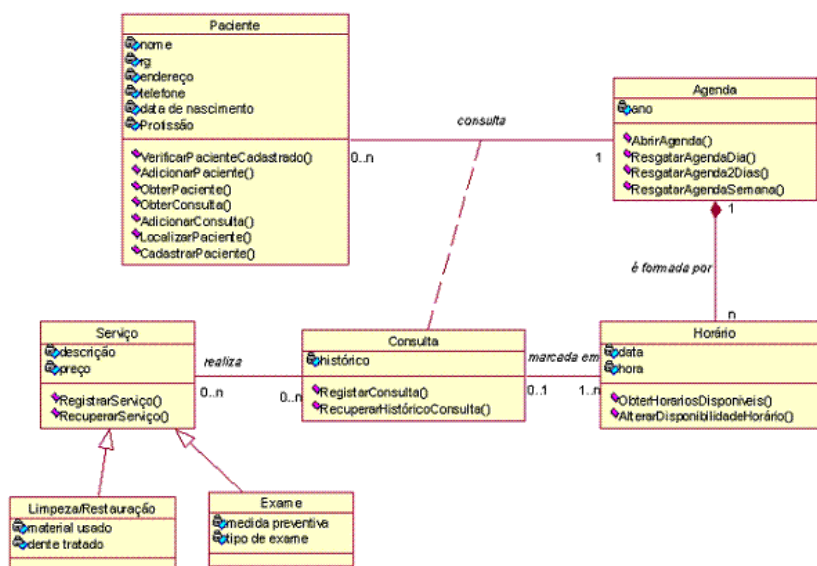 Paciente
nome
rg
endereço
telefone
data de nascimento
Profissão
VerificarPacienteCadastrado()
AdicionarPaciente()
ObterPaciente()
ObterConsulta()
AdicionarConsulta()
LocalizarPaciente()
CadastrarPaciente()
consulta
0..n
1
Agenda
ano
AbrirAgenda()
ResgatarAgendaDia()
ResgatarAgenda2Dias()
ResgatarAgendaSemana()
1
é formada por
n
Serviço
descrição
preço
RegistrarServiço()
RecuperarServiço()
realiza
0..n
0..n
Consulta
histórico
RegistarConsulta()
RecuperarHistóricoConsulta()
marcada em
0..1
1..n
Horário
data
hora
ObterHorariosDisponiveis()
AlterarDisponibilidadeHorário()
Limpeza/Restauração
material usado
dente tratado
Exame
medida preventiva
tipo de exame